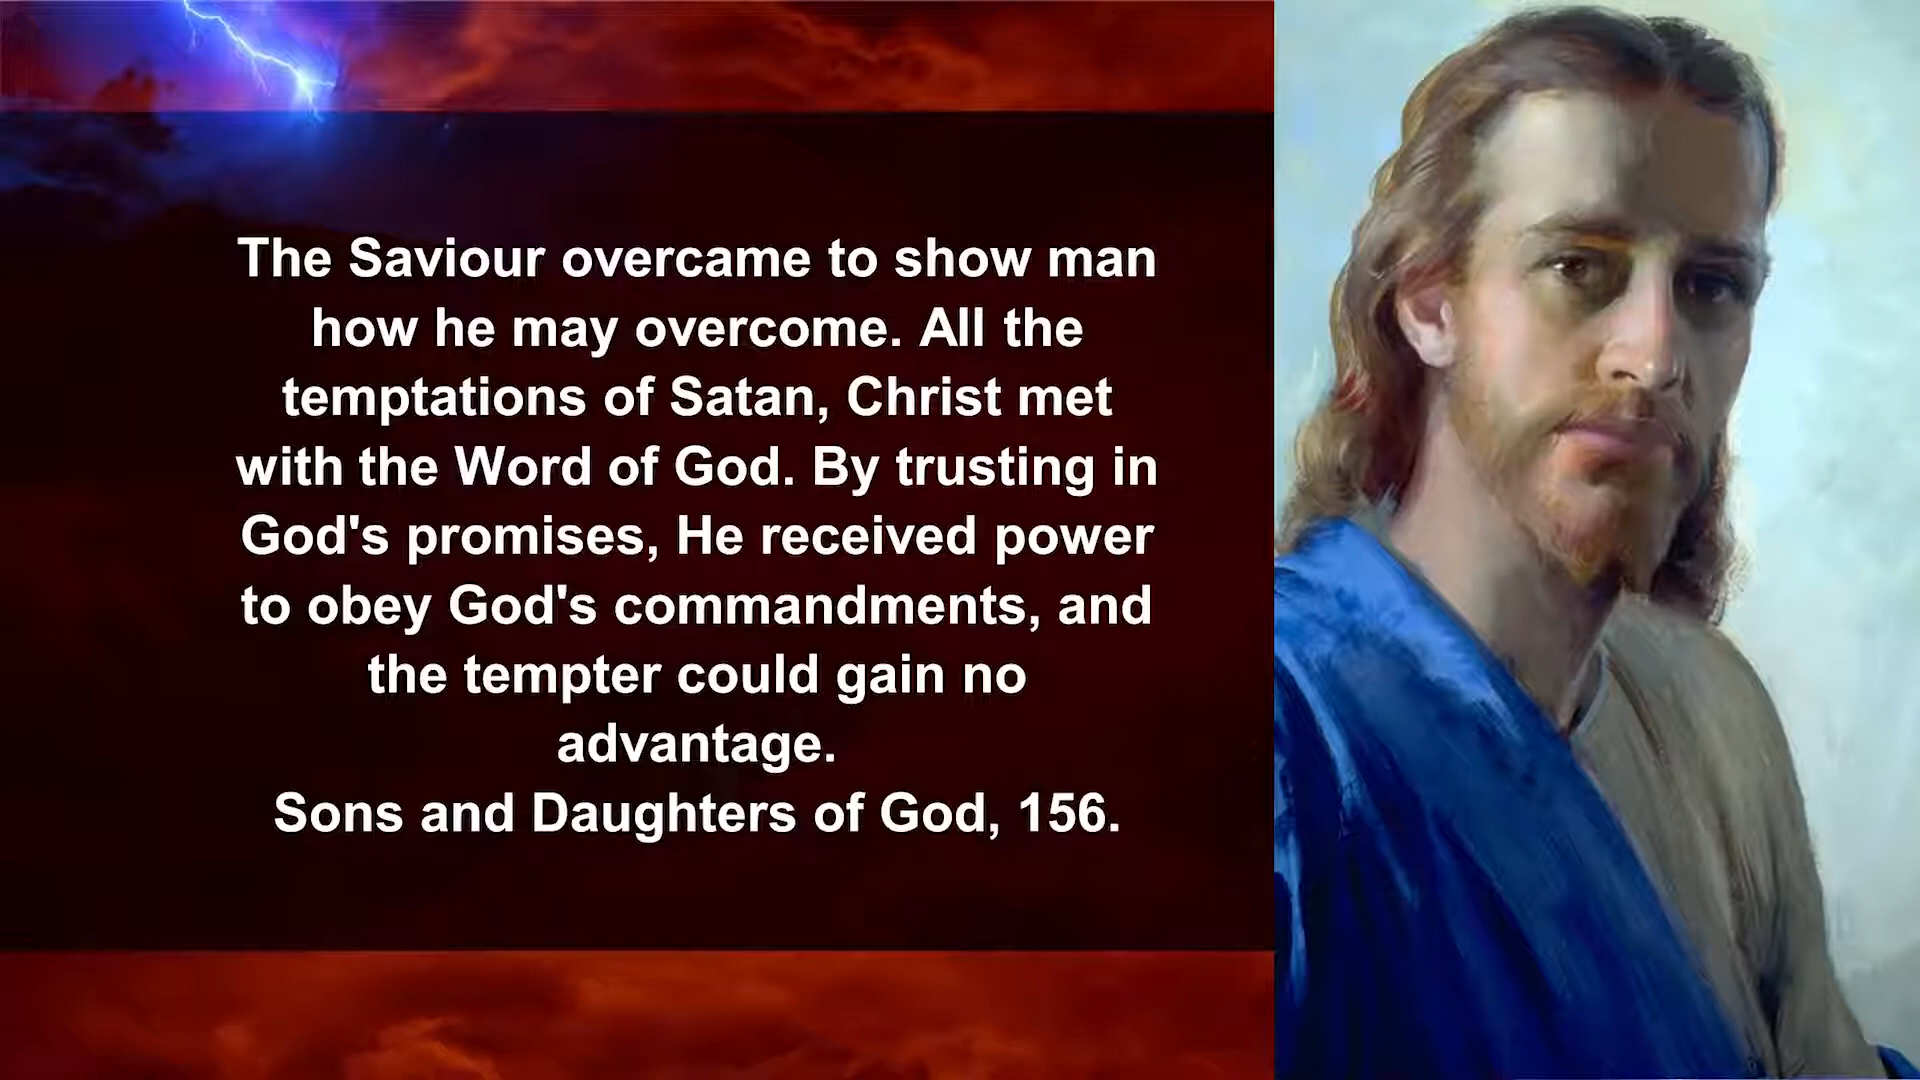 The Saviour overcame to show man
how he may overcome. All the
temptations of Satan, Christ met
with the Word of God. By trusting in
God's promises, He received power
to obey God's commandments, and
the tempter could gain no
advantage.
Sons and Daughters of God, 156.